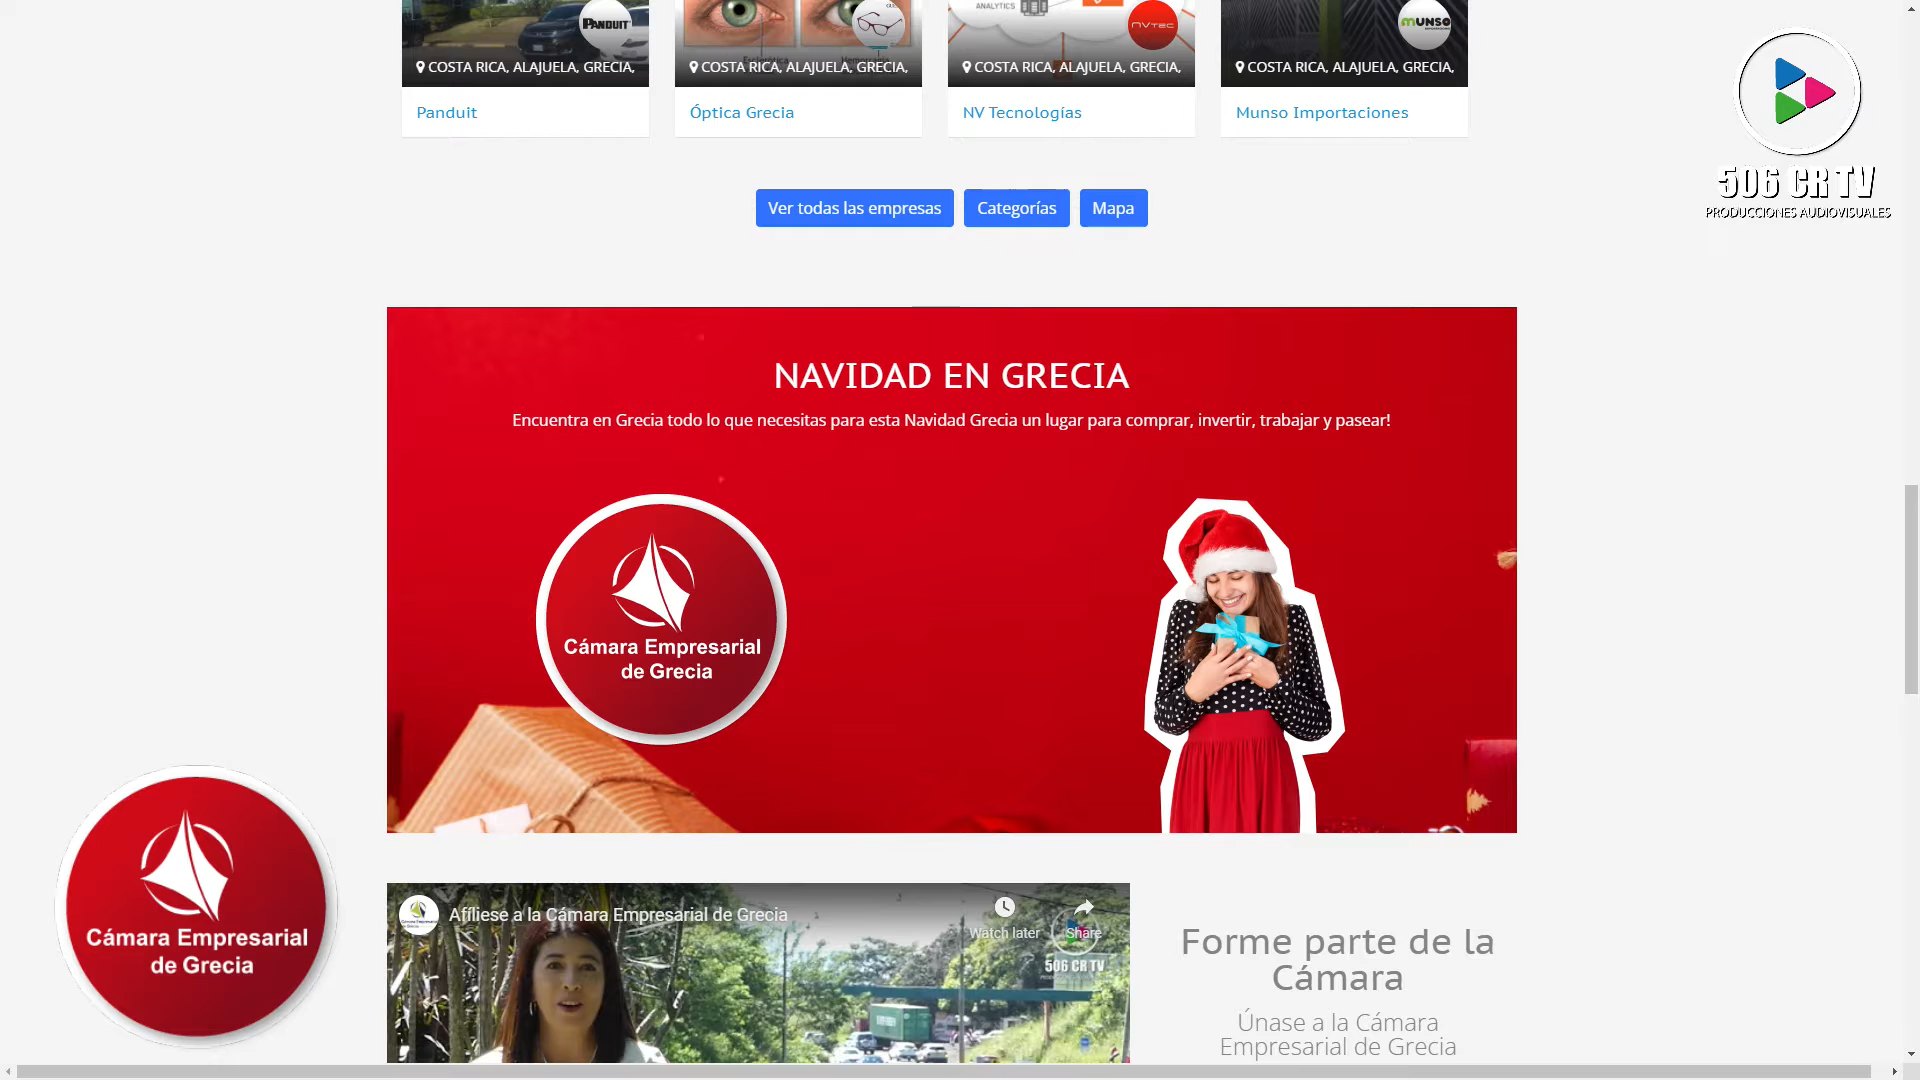 ANALYTICS
PANDUIT
NVTEC
MUNSO
COSTA RICA, ALAJUELA, GRECIA,
COSTA RICA, ALAJUELA, GRECIA,
COSTA RICA, ALAJUELA, GRECIA,
COSTA RICA, ALAJUELA, GRECIA,
Panduit
Óptica Grecia
NV Tecnologías
Munso Importaciones
506 CR TV
PRODUCCIONES AUDIOVISUALES
Ver todas las empresas
Categorías
Mapa
NAVIDAD EN GRECIA
Encuentra en Grecia todo lo que necesitas para esta Navidad Grecia un lugar para comprar, invertir, trabajar y pasear!
Cámara Empresarial
de Grecia
Cámara Empresarial
de Grecia
Afíliese a la Cámara Empresarial de Grecia
Watch later
Share
506 CR TV
Forme parte de la
Cámara
Únase a la Cámara
Empresarial de Grecia